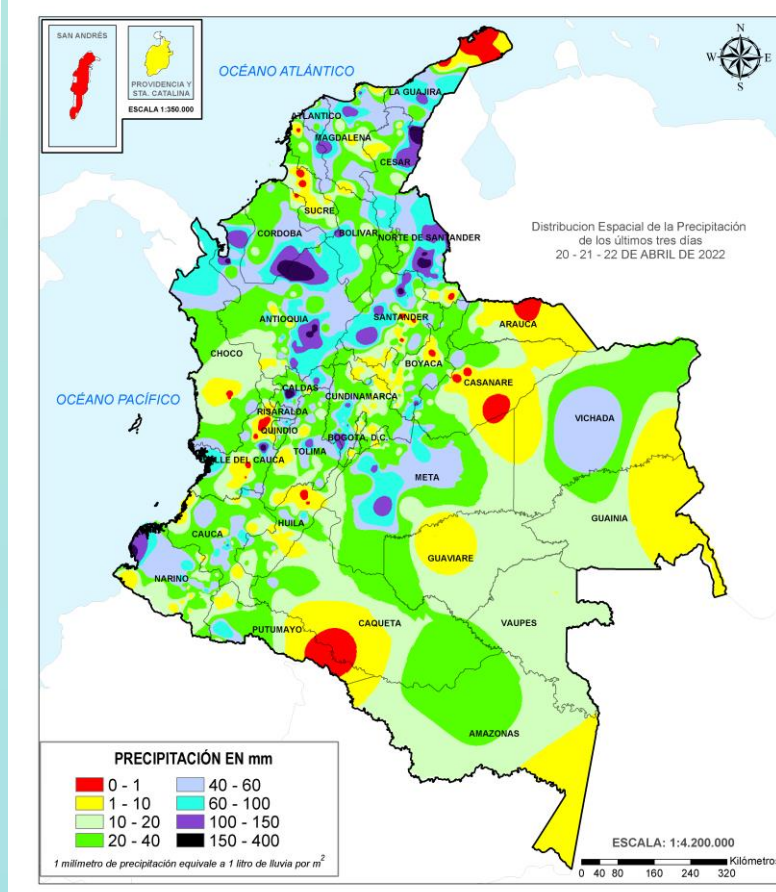 SAN ANDRÉS
PROVIDENCIA Y
STA. CATALINA
ESCALA 1:350.000
N
W
E
S
OCÉANO ATLÁNTICO
LA GUAJIRA
ATLANTICO
MAGDALENA
CESAR
SUCRE
CORDOBA
BOLIVAR
NORTE DE SANTANDER
Distribucion Espacial de la Precipitación
de los últimos tres días
20 - 21 - 22 DE ABRIL DE 2022
ANTIOQUIA
SANTANDER
ARAUCA
CHOCO
BOYACA
CASANARE
OCÉANO PACÍFICO
CALDAS
CUNDINAMARCA
RISARALDA
VICHADA
QUINDIO
BOGOTA, D.C.
TOLIMA
VALLE DEL CAUCA
META
GUAINIA
HUILA
CAUCA
GUAVIARE
NARINO
PUTUMAYO
CAQUETA
VAUPES
AMAZONAS
PRECIPITACIÓN EN mm
0 - 1
40 - 60
1 - 10
60 - 100
10 - 20
100 - 150
20 - 40
150 - 400
1 milímetro de precipitación equivale a 1 litro de lluvia por m2
ESCALA: 1:4.200.000
0 40 80 160 240 320 Kilómetro